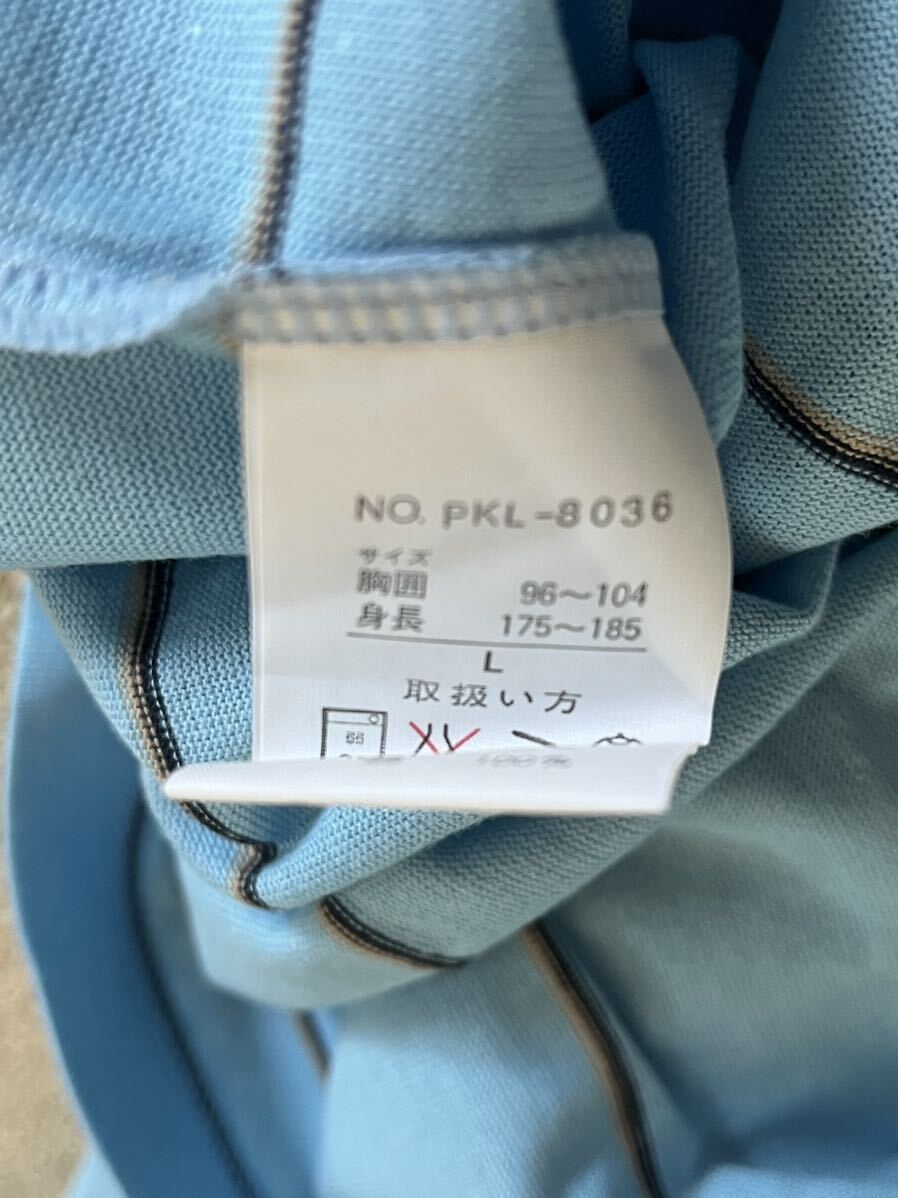 NO. PKL-8036
サイズ
胸囲 96～104
身長 175～185
L
取扱い方